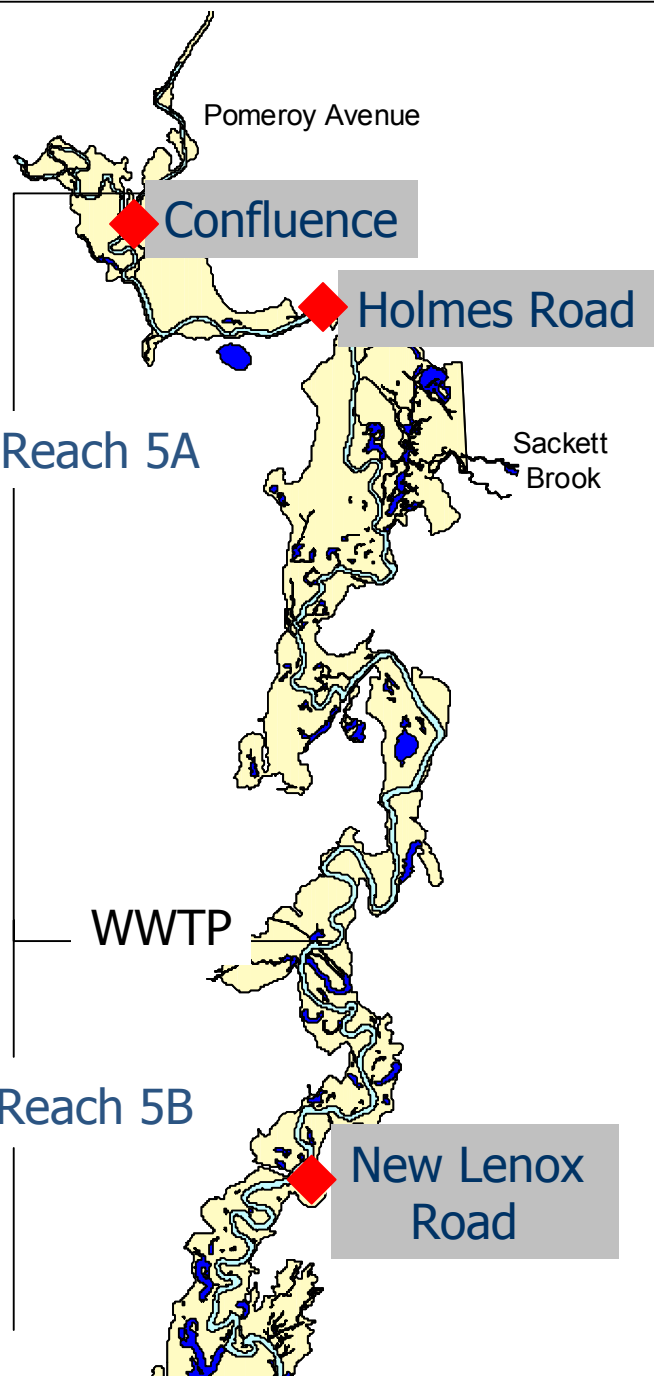 Pomeroy Avenue
Confluence
Holmes Road
Reach 5A
Sackett
Brook
WWTP
Reach 5B
New Lenox
Road